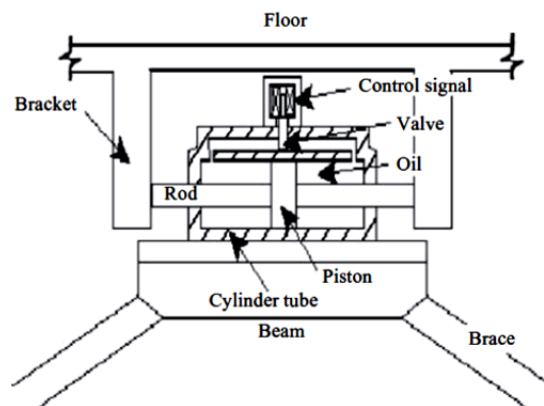 Floor
Control signal
Bracket
Valve
Oil
Rod
Piston
Cylinder tube
Beam
Brace